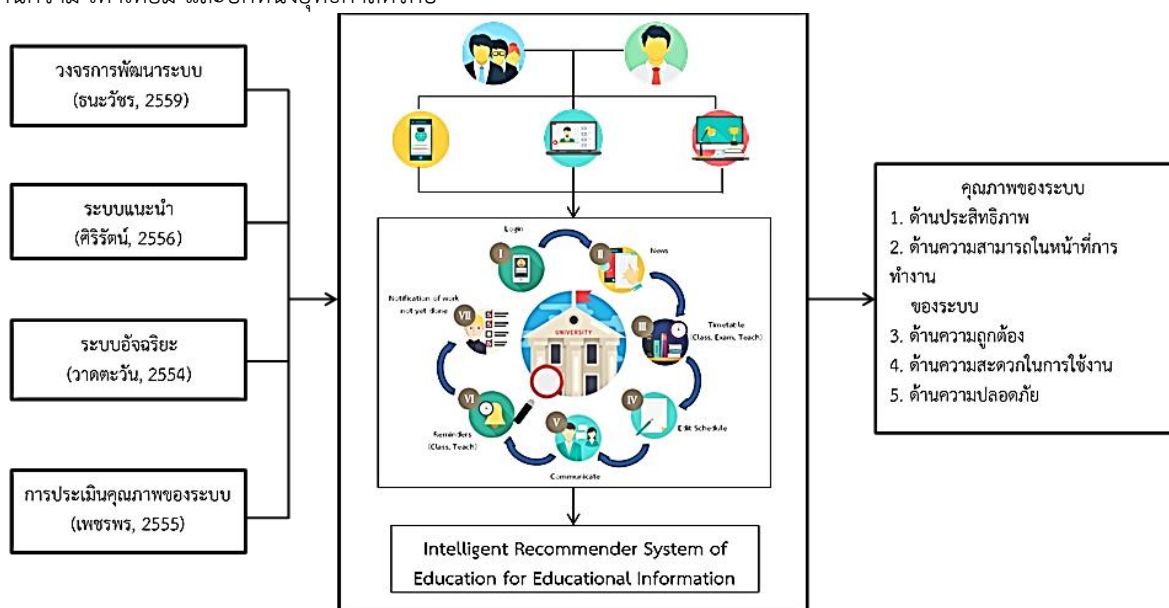 วงจรการพัฒนาระบบ
(ธนะวัชร, 2559)
ระบบแนะนำ
(ศิริรัตน์, 2556)
ระบบอัจฉริยะ
(วาดตะวัน, 2554)
การประเมินคุณภาพของระบบ
(เพชรพร, 2555)
Login
I
II
News
Notification of work
not yet done
VII
UNIVERSITY
III
Timetable
(Class, Exam, Teach)
VI
Reminders
(Class, Teach)
V
IV
Edit Schedule
Communicate
Intelligent Recommender System of
Education for Educational Information
คุณภาพของระบบ
1. ด้านประสิทธิภาพ
2. ด้านความสามารถในหน้าที่การ
ทำงาน
ของระบบ
3. ด้านความถูกต้อง
4. ด้านความสะดวกในการใช้งาน
5. ด้านความปลอดภัย